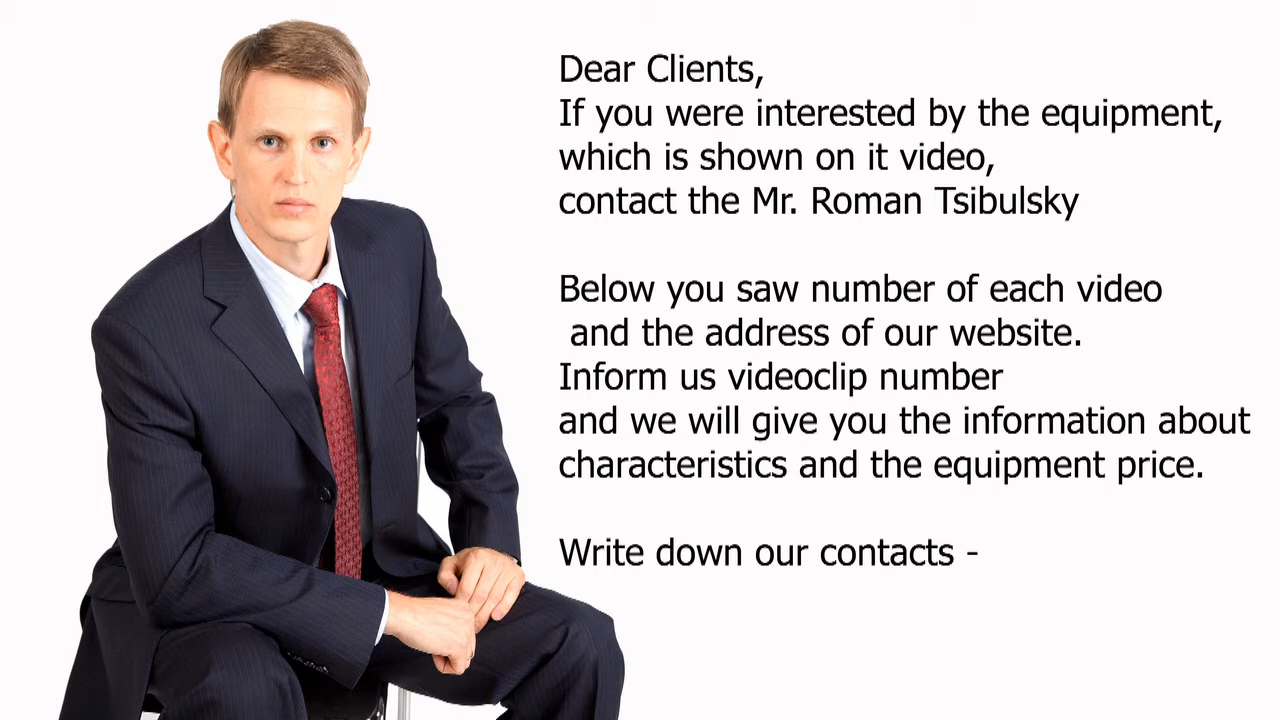 Dear Clients,
If you were interested by the equipment,
which is shown on it video,
contact the Mr. Roman Tsibulsky
Below you saw number of each video
and the address of our website.
Inform us videoclip number
and we will give you the information about
characteristics and the equipment price.
Write down our contacts -